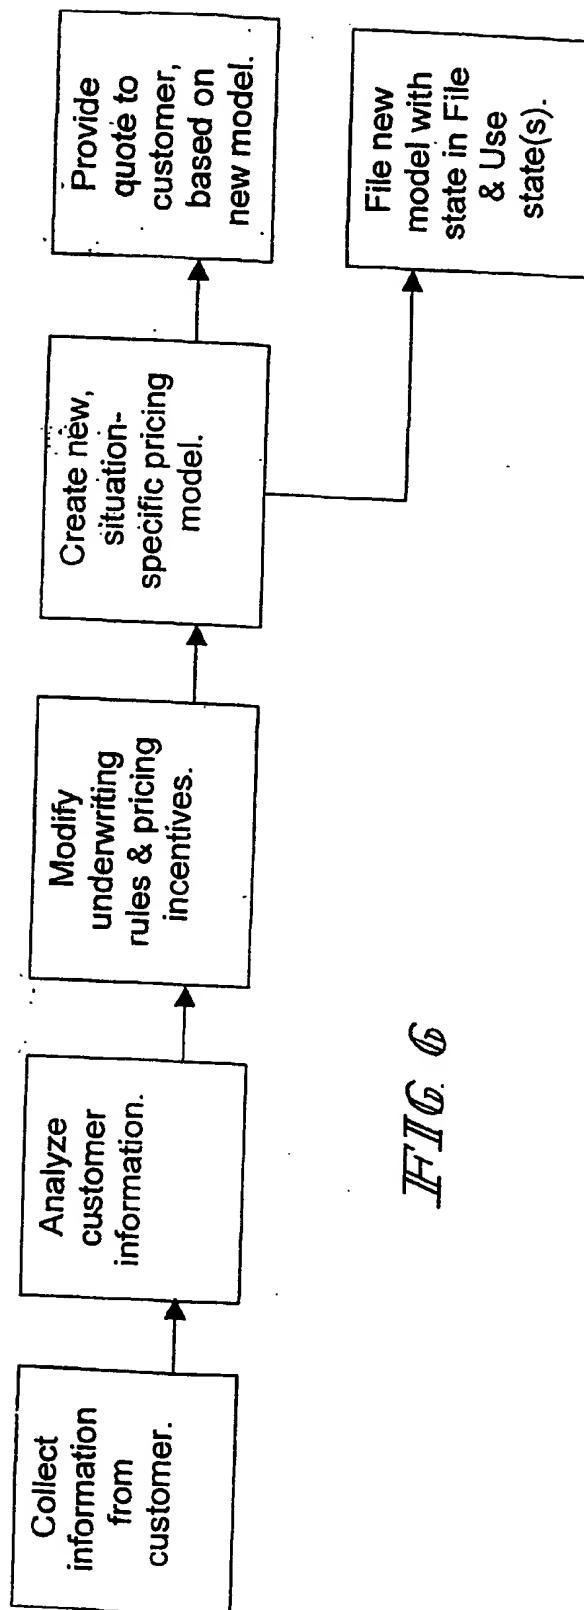 Collect
information
from
customer.
Analyze
customer
information.
Modify
underwriting
rules & pricing
incentives.
Create new,
situation-
specific pricing
model.
Provide
quote to
customer,
based on
new model.
File new
model with
state in File
& Use
state(s).
FIG. 6